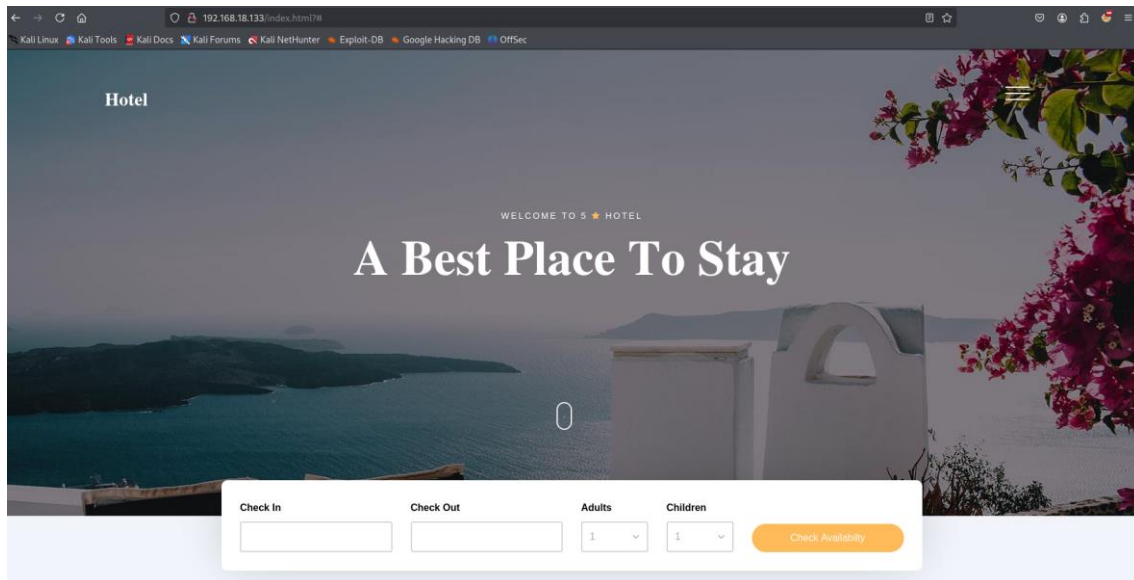 192.168.18.133/index.html?#
Kali Linux Kali Tools Kali Docs Kali Forums Kali NetHunter Exploit-DB Google Hacking DB OffSec
Hotel
WELCOME TO 5 HOTEL
A Best Place To Stay
Check In Check Out Adults Children
1 1 Check Availabilty